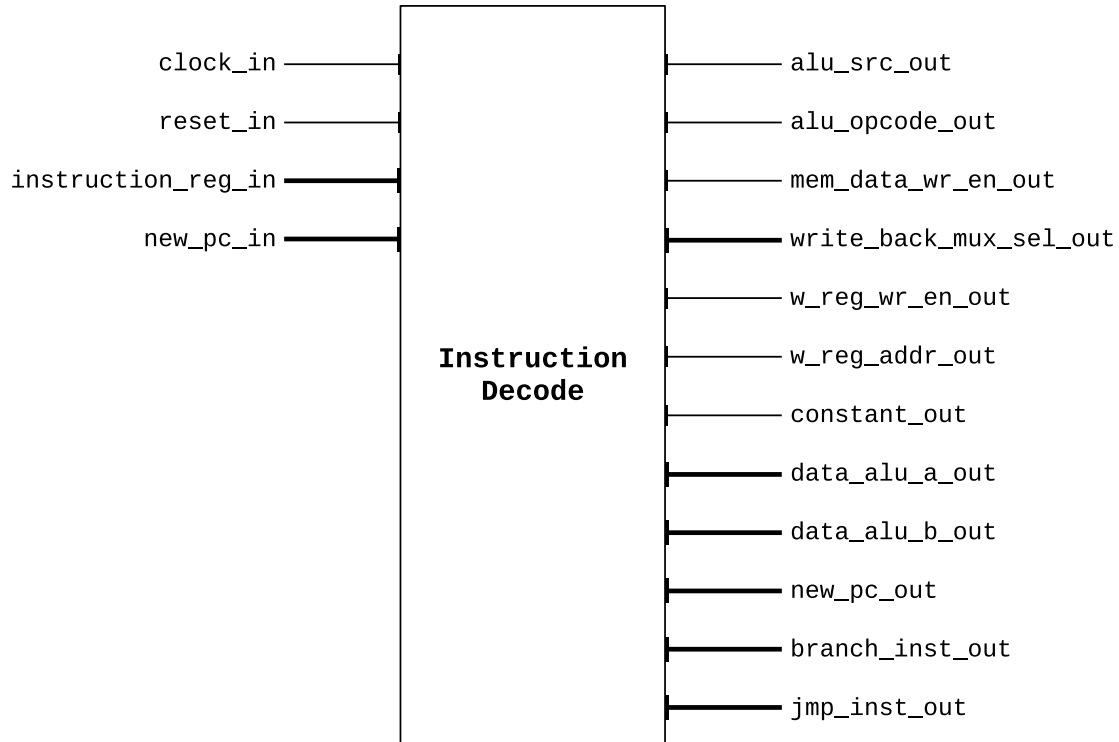 clock_in
reset_in
instruction_reg_in
new_pc_in
Instruction
Decode
alu_src_out
alu_opcode_out
mem_data_wr_en_out
write_back_mux_sel_out
w_reg_wr_en_out
w_reg_addr_out
constant_out
data_alu_a_out
data_alu_b_out
new_pc_out
branch_inst_out
jmp_inst_out